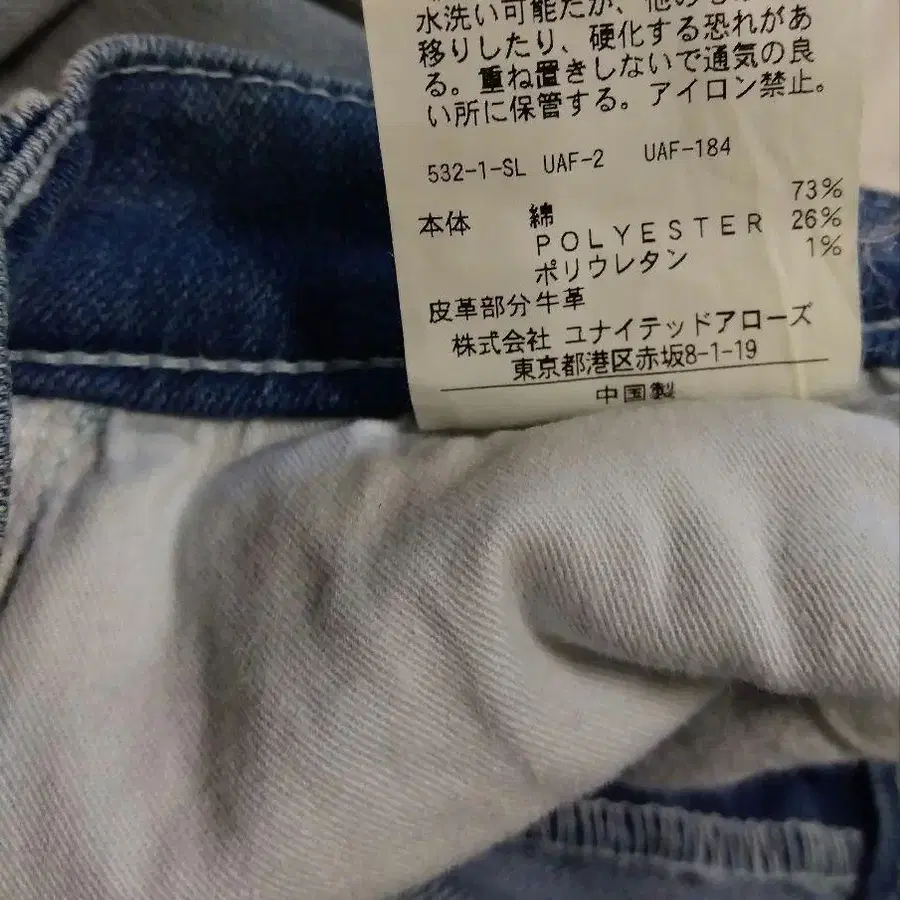 水洗い可能だが、他のも
移りしたり、硬化する恐れがあ
る。重ね置きしないで通気の良
い所に保管する。アイロン禁止。
532-1-SL UAF-2 UAF-184
本体 綿 73%
POLYESTER 26%
ポリウレタン 1%
皮革部分牛革
株式会社 ユナイテッドアローズ
東京都港区赤坂8-1-19
中国製